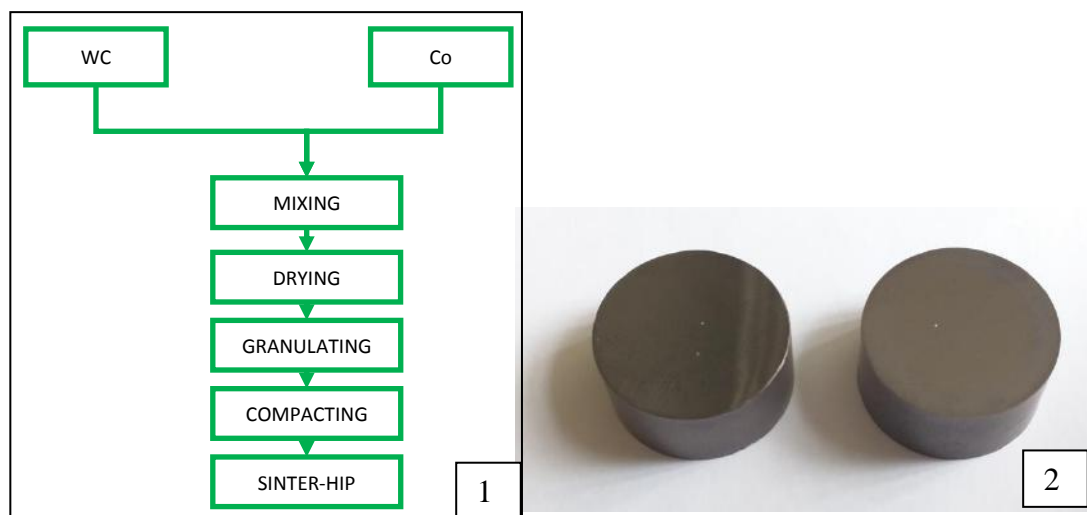 WC
Co
MIXING
DRYING
GRANULATING
COMPACTING
SINTER-HIP
1
2